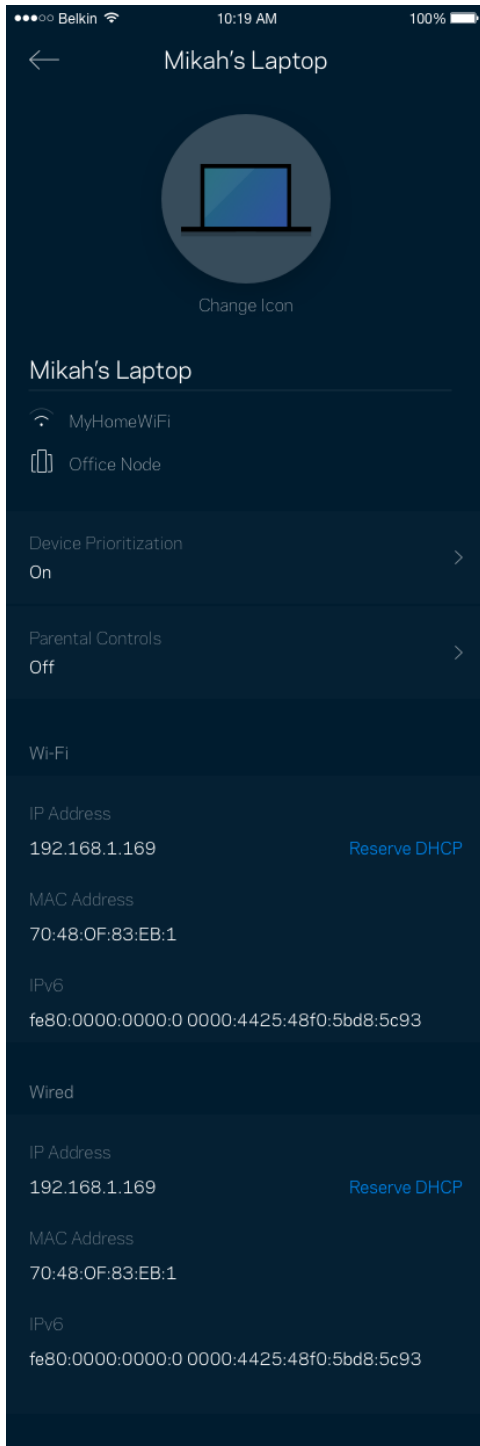 Belkin 10:19 AM 100%
Mikah's Laptop
Change Icon
Mikah's Laptop
MyHomeWiFi
Office Node
Device Prioritization
On
Parental Controls
Off
Wi-Fi
IP Address
192.168.1.169 Reserve DHCP
MAC Address
70:48:0F:83:EB:1
IPv6
fe80:0000:0000:0 0000:4425:48f0:5bd8:5c93
Wired
IP Address
192.168.1.169 Reserve DHCP
MAC Address
70:48:0F:83:EB:1
IPv6
fe80:0000:0000:0 0000:4425:48f0:5bd8:5c93